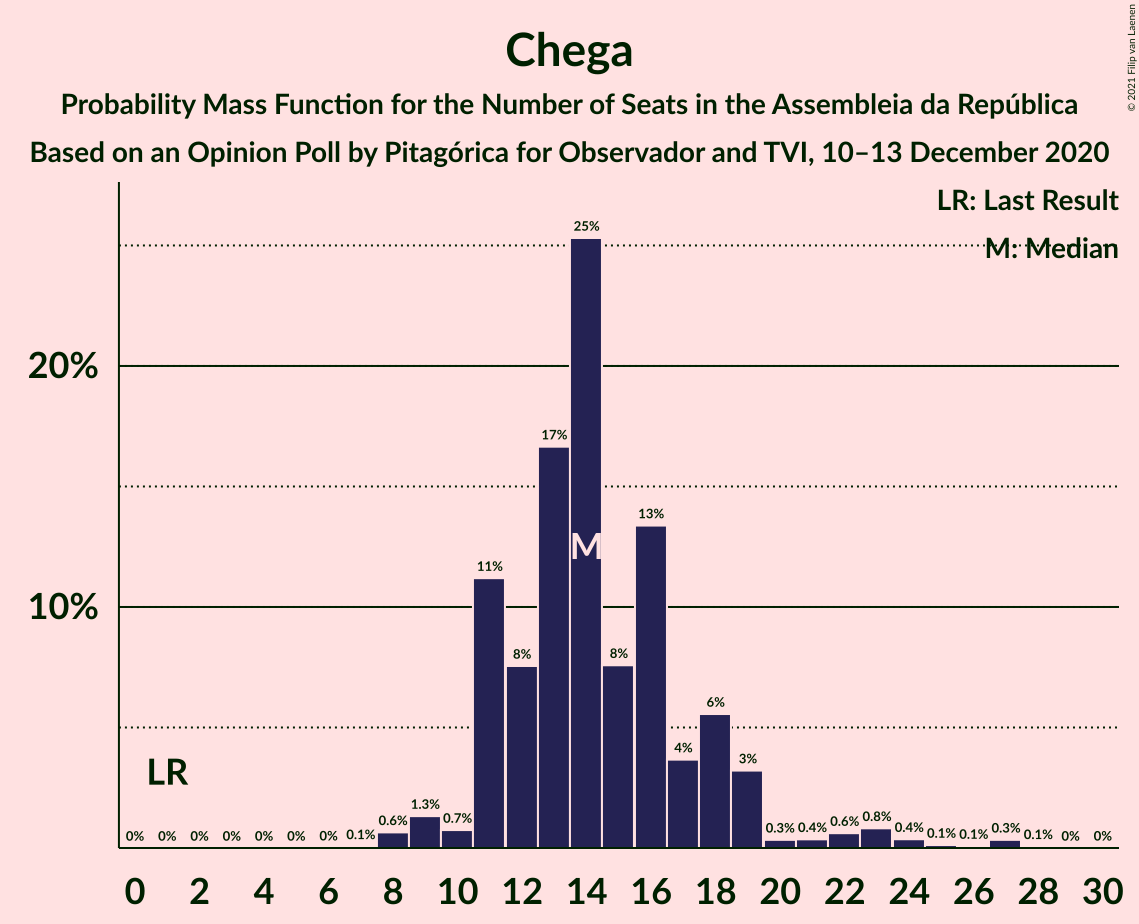 Chega
Probability Mass Function for the Number of Seats in the Assembleia da República
Based on an Opinion Poll by Pitagórica for Observador and TVI, 10–13 December 2020
© 2021 Filip van Laenen
LR: Last Result
M: Median
20%
10%
LR
M
0% 0% 0% 0% 0% 0% 0% 0.1% 0.6% 1.3% 0.7% 11% 8% 17% 25% 8% 13% 4% 6% 3% 0.3% 0.4% 0.6% 0.8% 0.4% 0.1% 0.1% 0.3% 0.1% 0% 0%
0 2 4 6 8 10 12 14 16 18 20 22 24 26 28 30